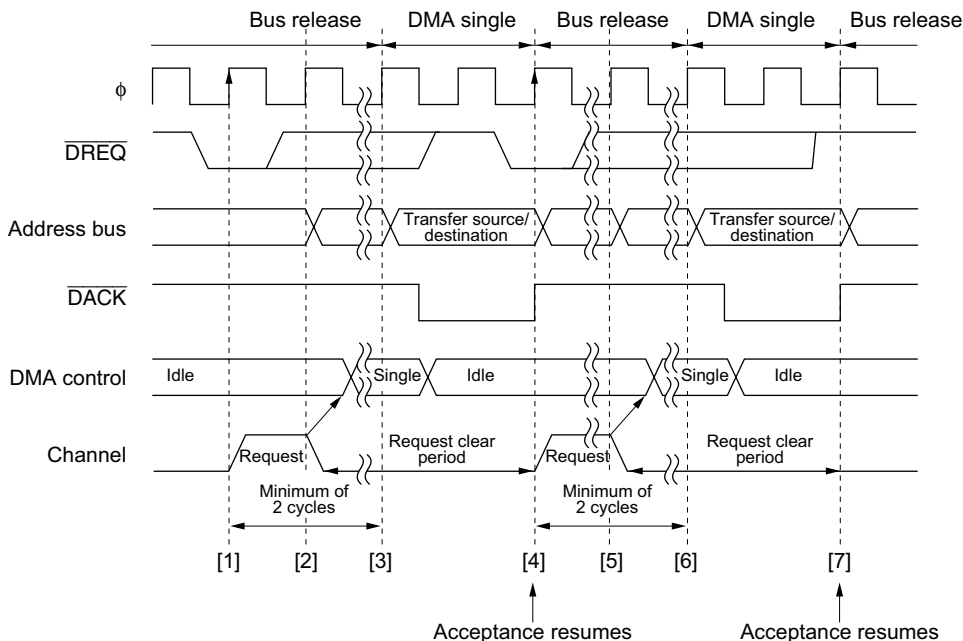 Bus release DMA single Bus release DMA single Bus release
ϕ
DREQ
Address bus
Transfer source/
destination
Transfer source/
destination
DACK
DMA control
Idle Single Idle Single Idle
Channel
Request
Request clear
period
Request
Request clear
period
Minimum of
2 cycles
Minimum of
2 cycles
[1] [2] [3] [4] [5] [6] [7]
Acceptance resumes Acceptance resumes